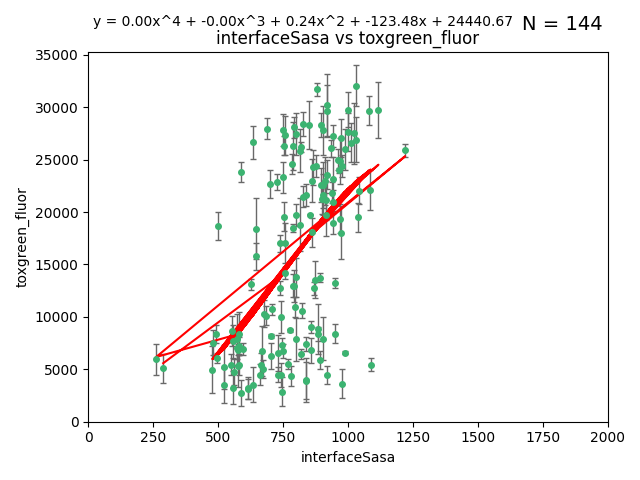 y = 0.00x^4 + -0.00x^3 + 0.24x^2 + -123.48x + 24440.67 N = 144
interfaceSasa vs toxgreen_fluor
35000
30000
25000
20000
15000
10000
5000
0
toxgreen_fluor
0 250 500 750 1000 1250 1500 1750 2000
interfaceSasa